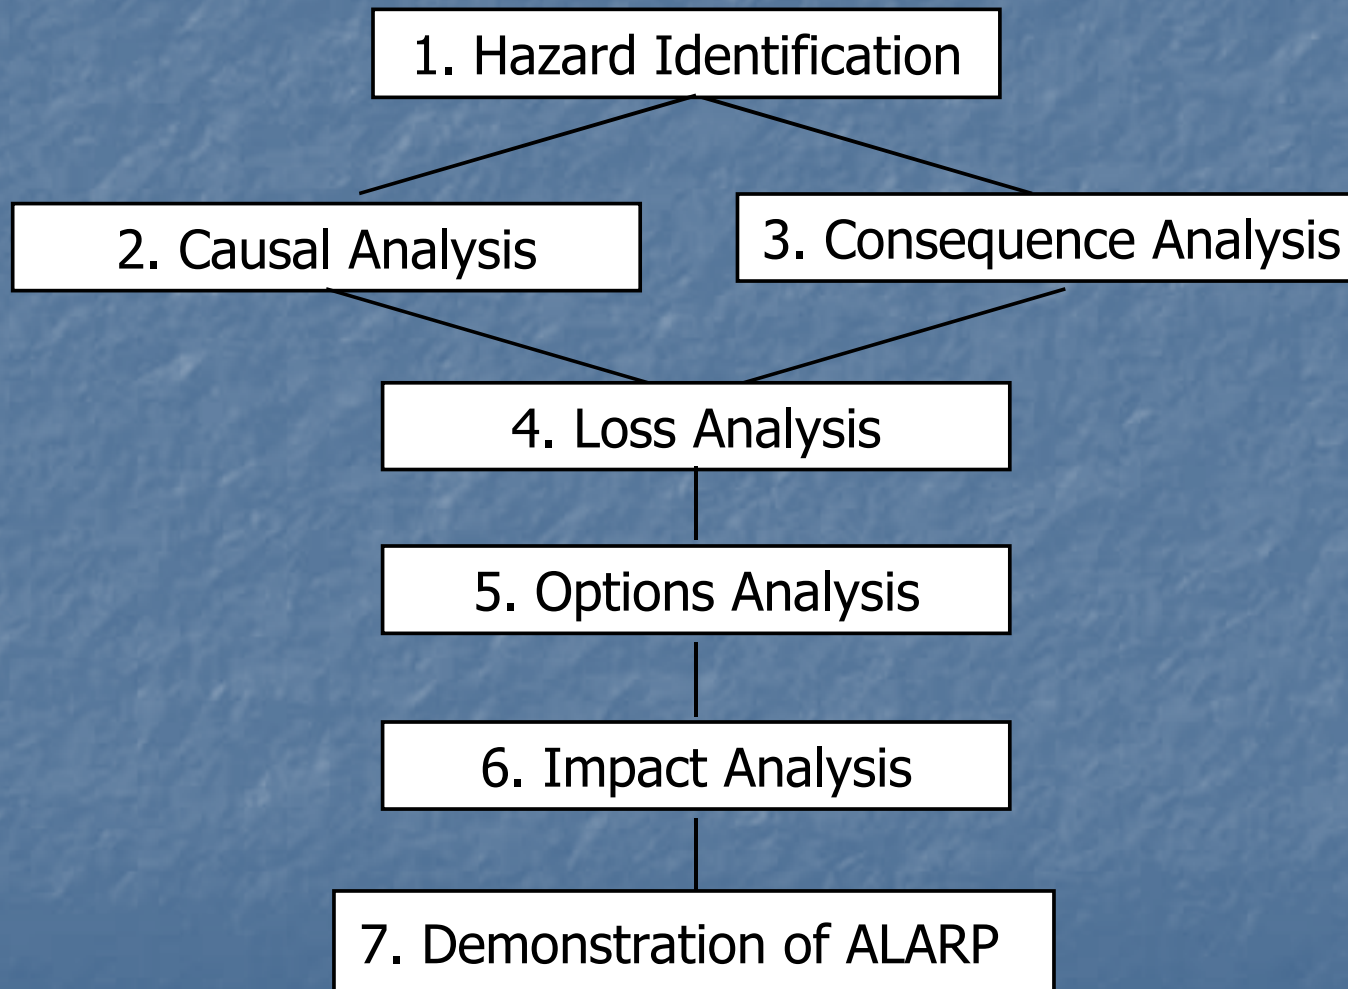 1. Hazard Identification
2. Causal Analysis
3. Consequence Analysis
4. Loss Analysis
5. Options Analysis
6. Impact Analysis
7. Demonstration of ALARP